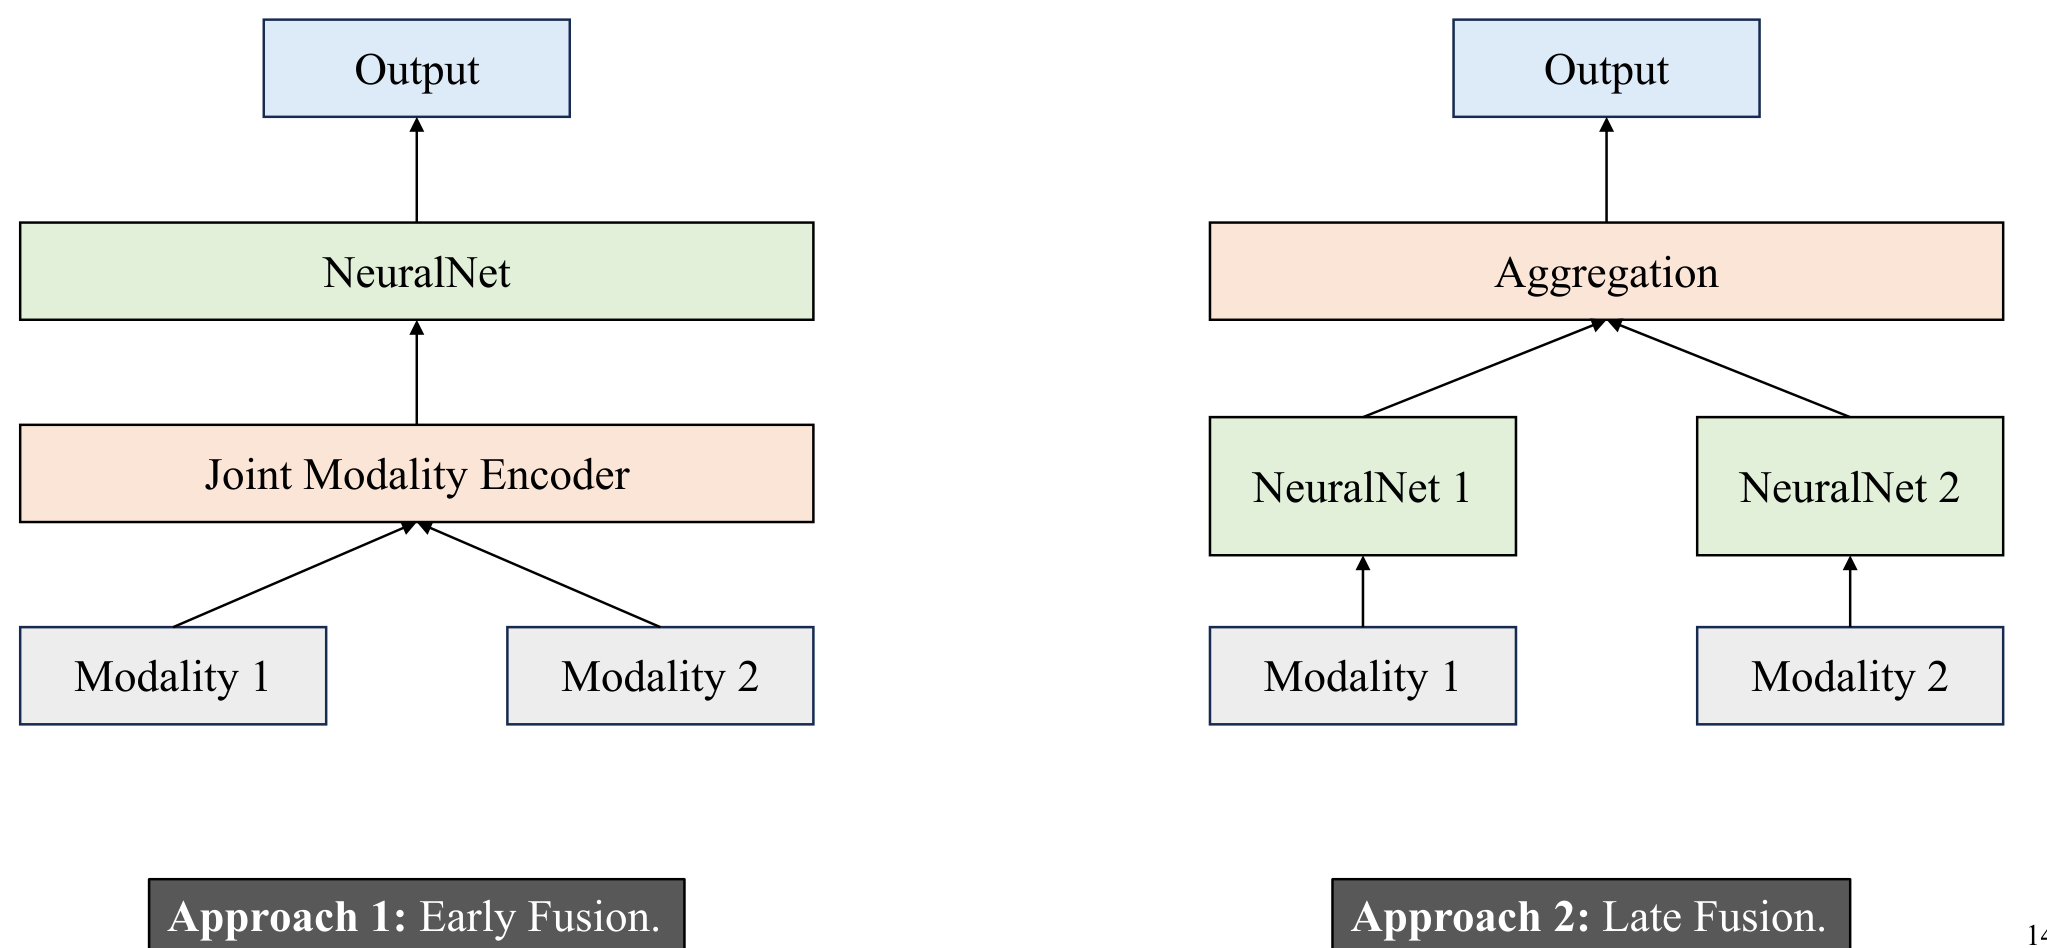 Output
NeuralNet
Joint Modality Encoder
Modality 1
Modality 2
Approach 1: Early Fusion.
Output
Aggregation
NeuralNet 1
NeuralNet 2
Modality 1
Modality 2
Approach 2: Late Fusion.
14